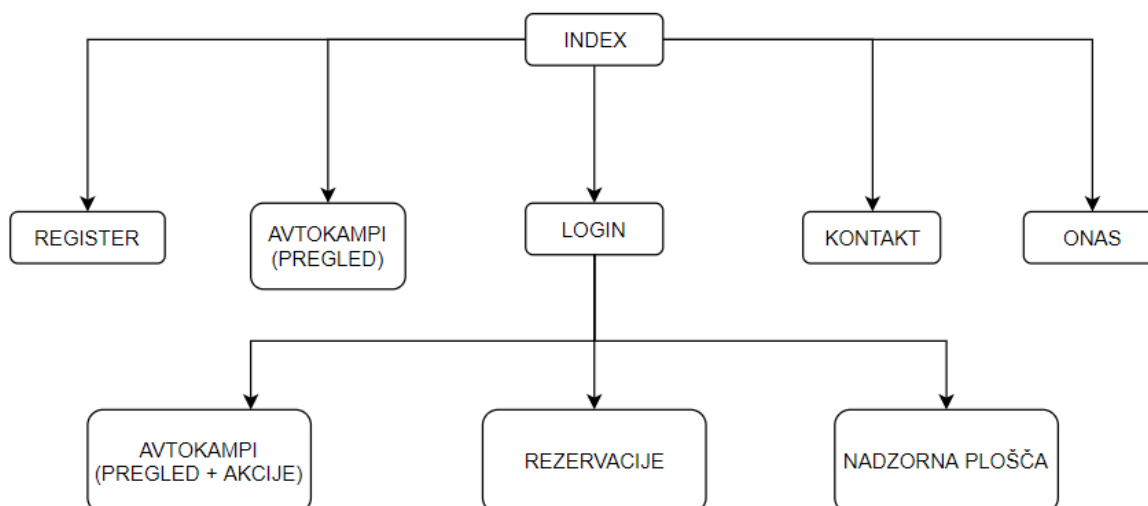 INDEX
REGISTER
AVTOKAMPI
(PREGLED)
LOGIN
KONTAKT
ONAS
AVTOKAMPI
(PREGLED + AKCIJE)
REZERVACIJE
NADZORNA PLOŠČA